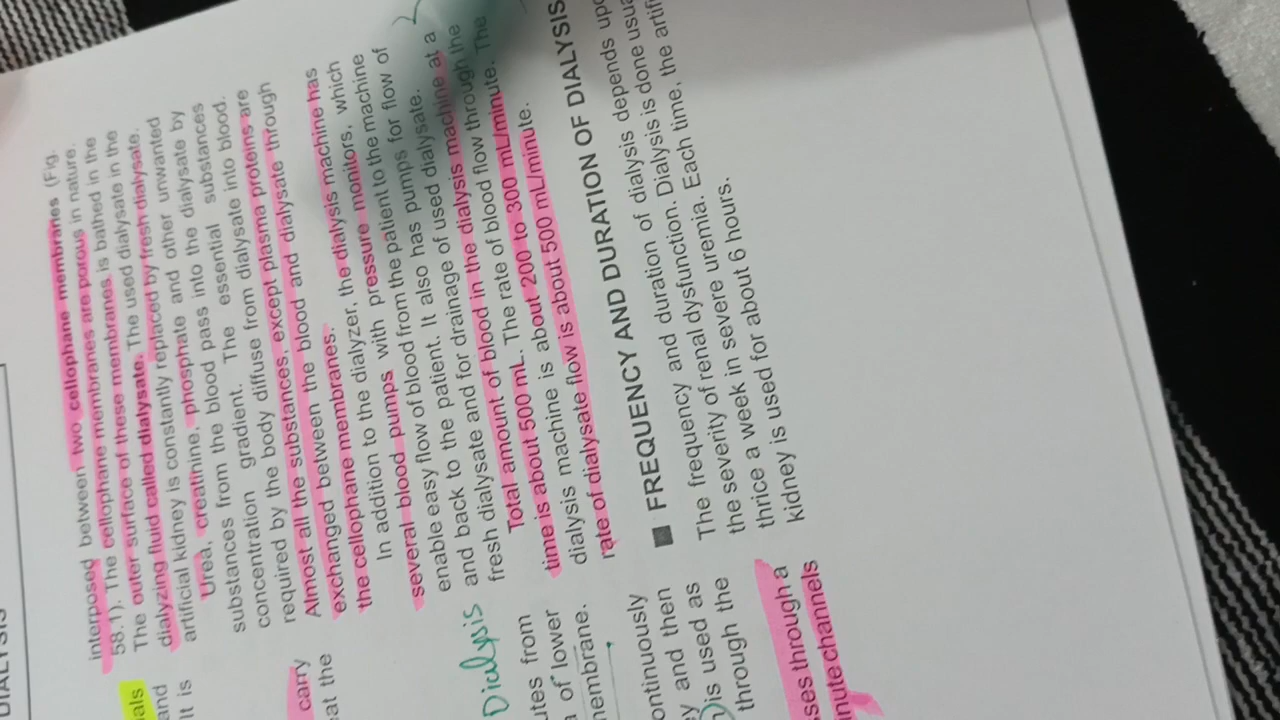 DIALYSIS
als
and
It is
carry
eat the
Dialysis
utes from
of lower
membrane.
ontinuously
y and then
is used as
through the
ses through a
inute channels
interposed between two cellophane membranes (Fig.
58.1). The cellophane membranes are porous in nature.
The outer surface of these membranes is bathed in the
dialyzing fluid called dialysate. The used dialysate in the
artificial kidney is constantly replaced by fresh dialysate.
Urea, creatinine, phosphate and other unwanted
substances from the blood pass into the dialysate by
concentration gradient. The essential substances
required by the body diffuse from dialysate into blood.
Almost all the substances, except plasma proteins are
exchanged between the blood and dialysate through
the cellophane membranes.
In addition to the dialyzer, the dialysis machine has
several blood pumps with pressure monitors, which
enable easy flow of blood from the patient to the machine
and back to the patient. It also has pumps for flow of
fresh dialysate and for drainage of used dialysate.
Total amount of blood in the dialysis machine at a
time is about 500 mL. The rate of blood flow through the
dialysis machine is about 200 to 300 mL/minute. The
rate of dialysate flow is about 500 mL/minute.
FREQUENCY AND DURATION OF DIALYSIS
The frequency and duration of dialysis depends upo
the severity of renal dysfunction. Dialysis is done usua
thrice a week in severe uremia. Each time, the artifi
kidney is used for about 6 hours.